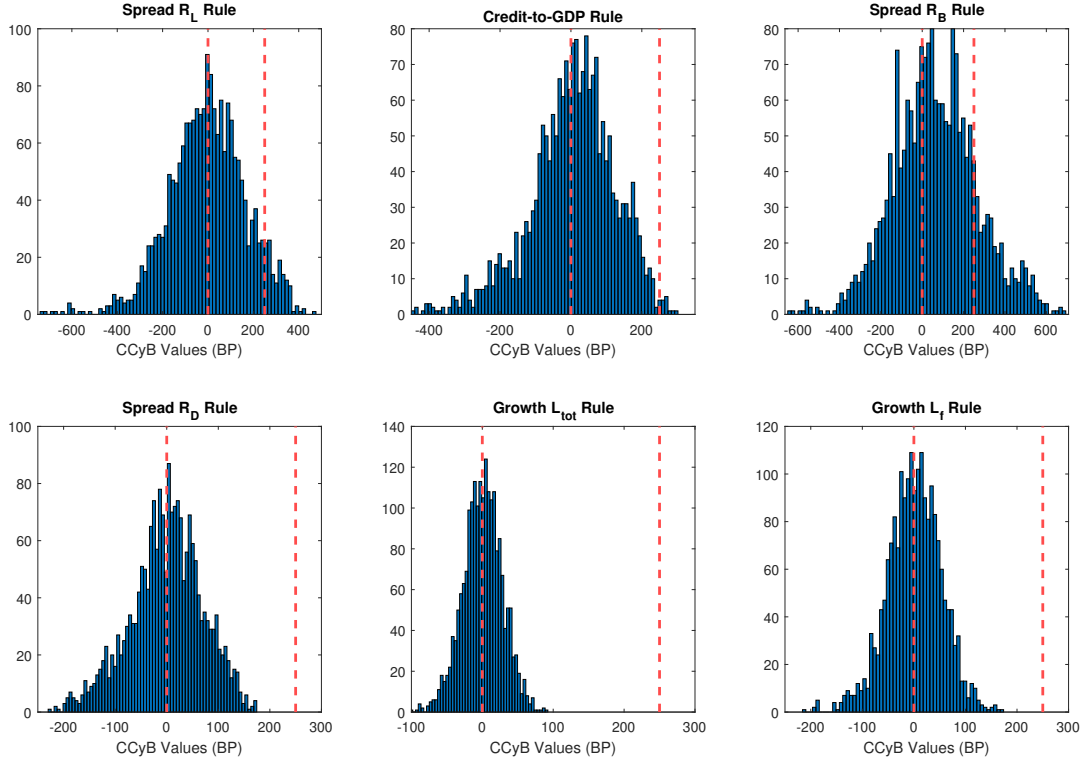 Spread R_L Rule
100
80
60
40
20
0
-600 -400 -200 0 200 400
CCyB Values (BP)
Credit-to-GDP Rule
80
70
60
50
40
30
20
10
0
-400 -200 0 200
CCyB Values (BP)
Spread R_B Rule
80
70
60
50
40
30
20
10
0
-600 -400 -200 0 200 400 600
CCyB Values (BP)
Spread R_D Rule
100
80
60
40
20
0
-200 -100 0 100 200 300
CCyB Values (BP)
Growth L_tot Rule
140
120
100
80
60
40
20
0
-100 0 100 200 300
CCyB Values (BP)
Growth L_f Rule
120
100
80
60
40
20
0
-200 -100 0 100 200 300
CCyB Values (BP)